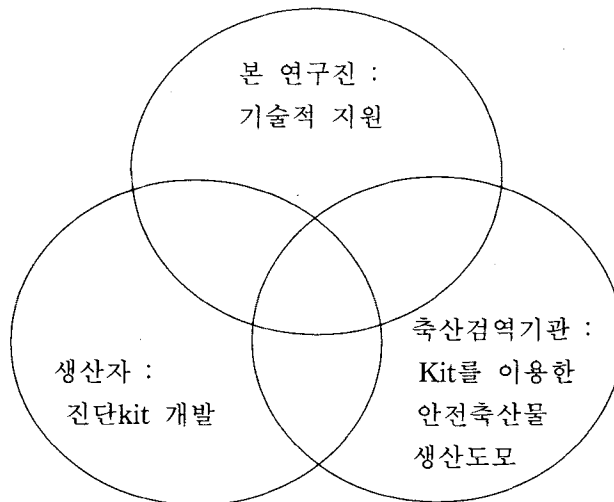 본 연구진 :
기술적 지원
축산검역기관 :
Kit를 이용한
안전축산물
생산도모
생산자 :
진단kit 개발